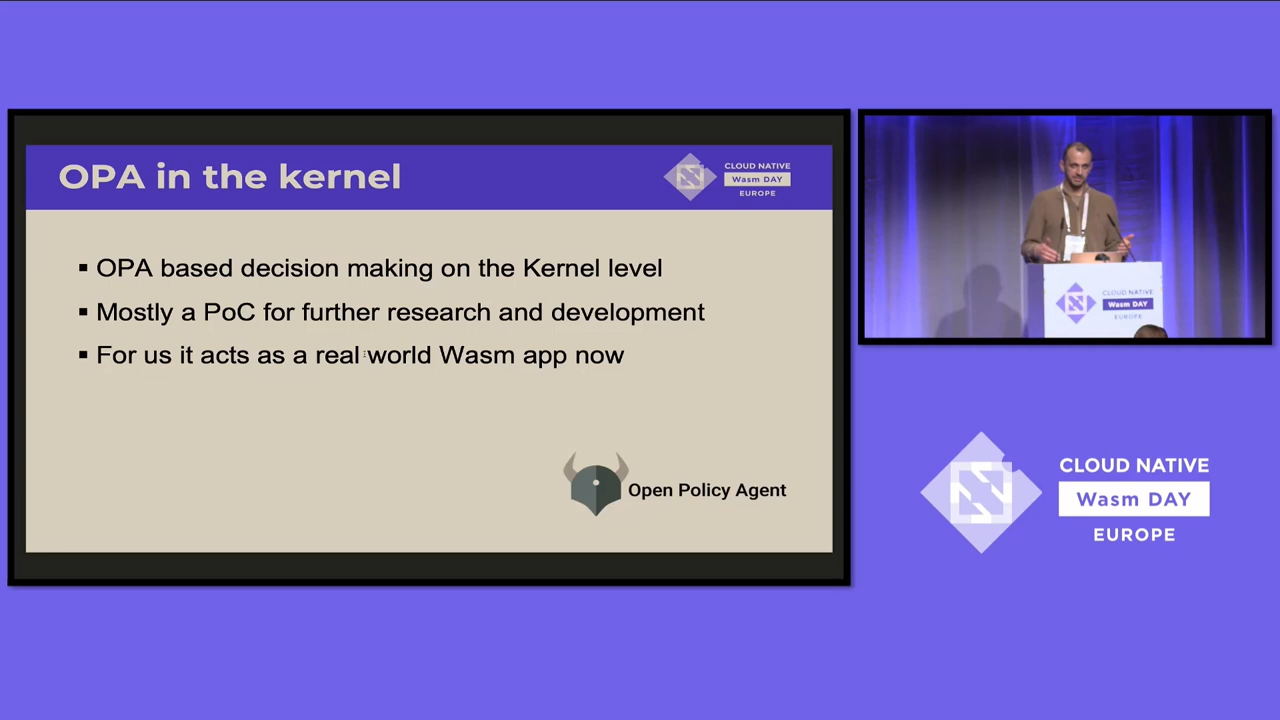 OPA in the kernel
CLOUD NATIVE
Wasm DAY
EUROPE
▪ OPA based decision making on the Kernel level
▪ Mostly a PoC for further research and development
▪ For us it acts as a real world Wasm app now
Open Policy Agent
CLOUD NATIVE
Wasm DAY
EUROPE
CLOUD NATIVE
Wasm DAY
EUROPE